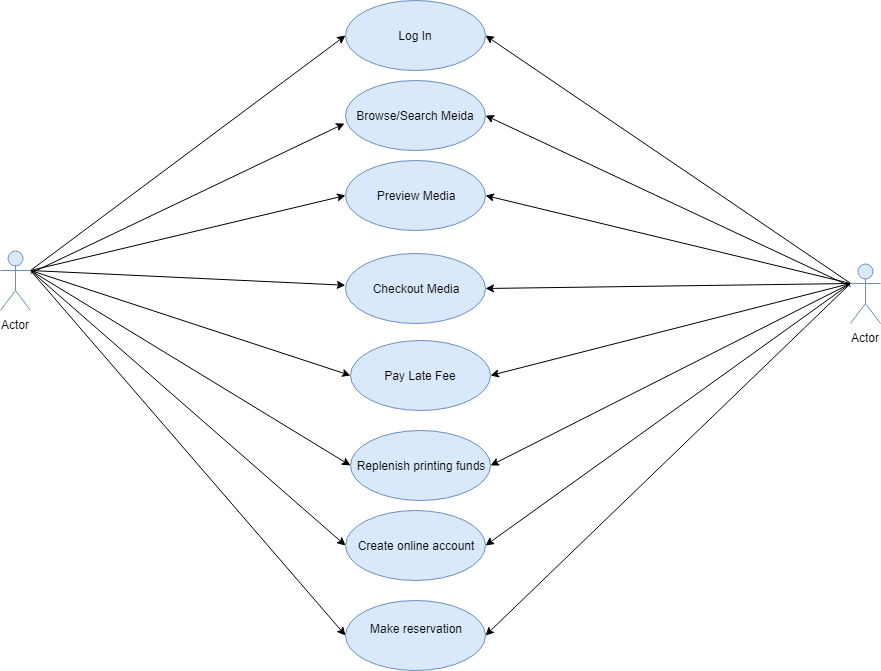 Log In
Browse/Search Meida
Preview Media
Checkout Media
Actor
Actor
Pay Late Fee
Replenish printing funds
Create online account
Make reservation